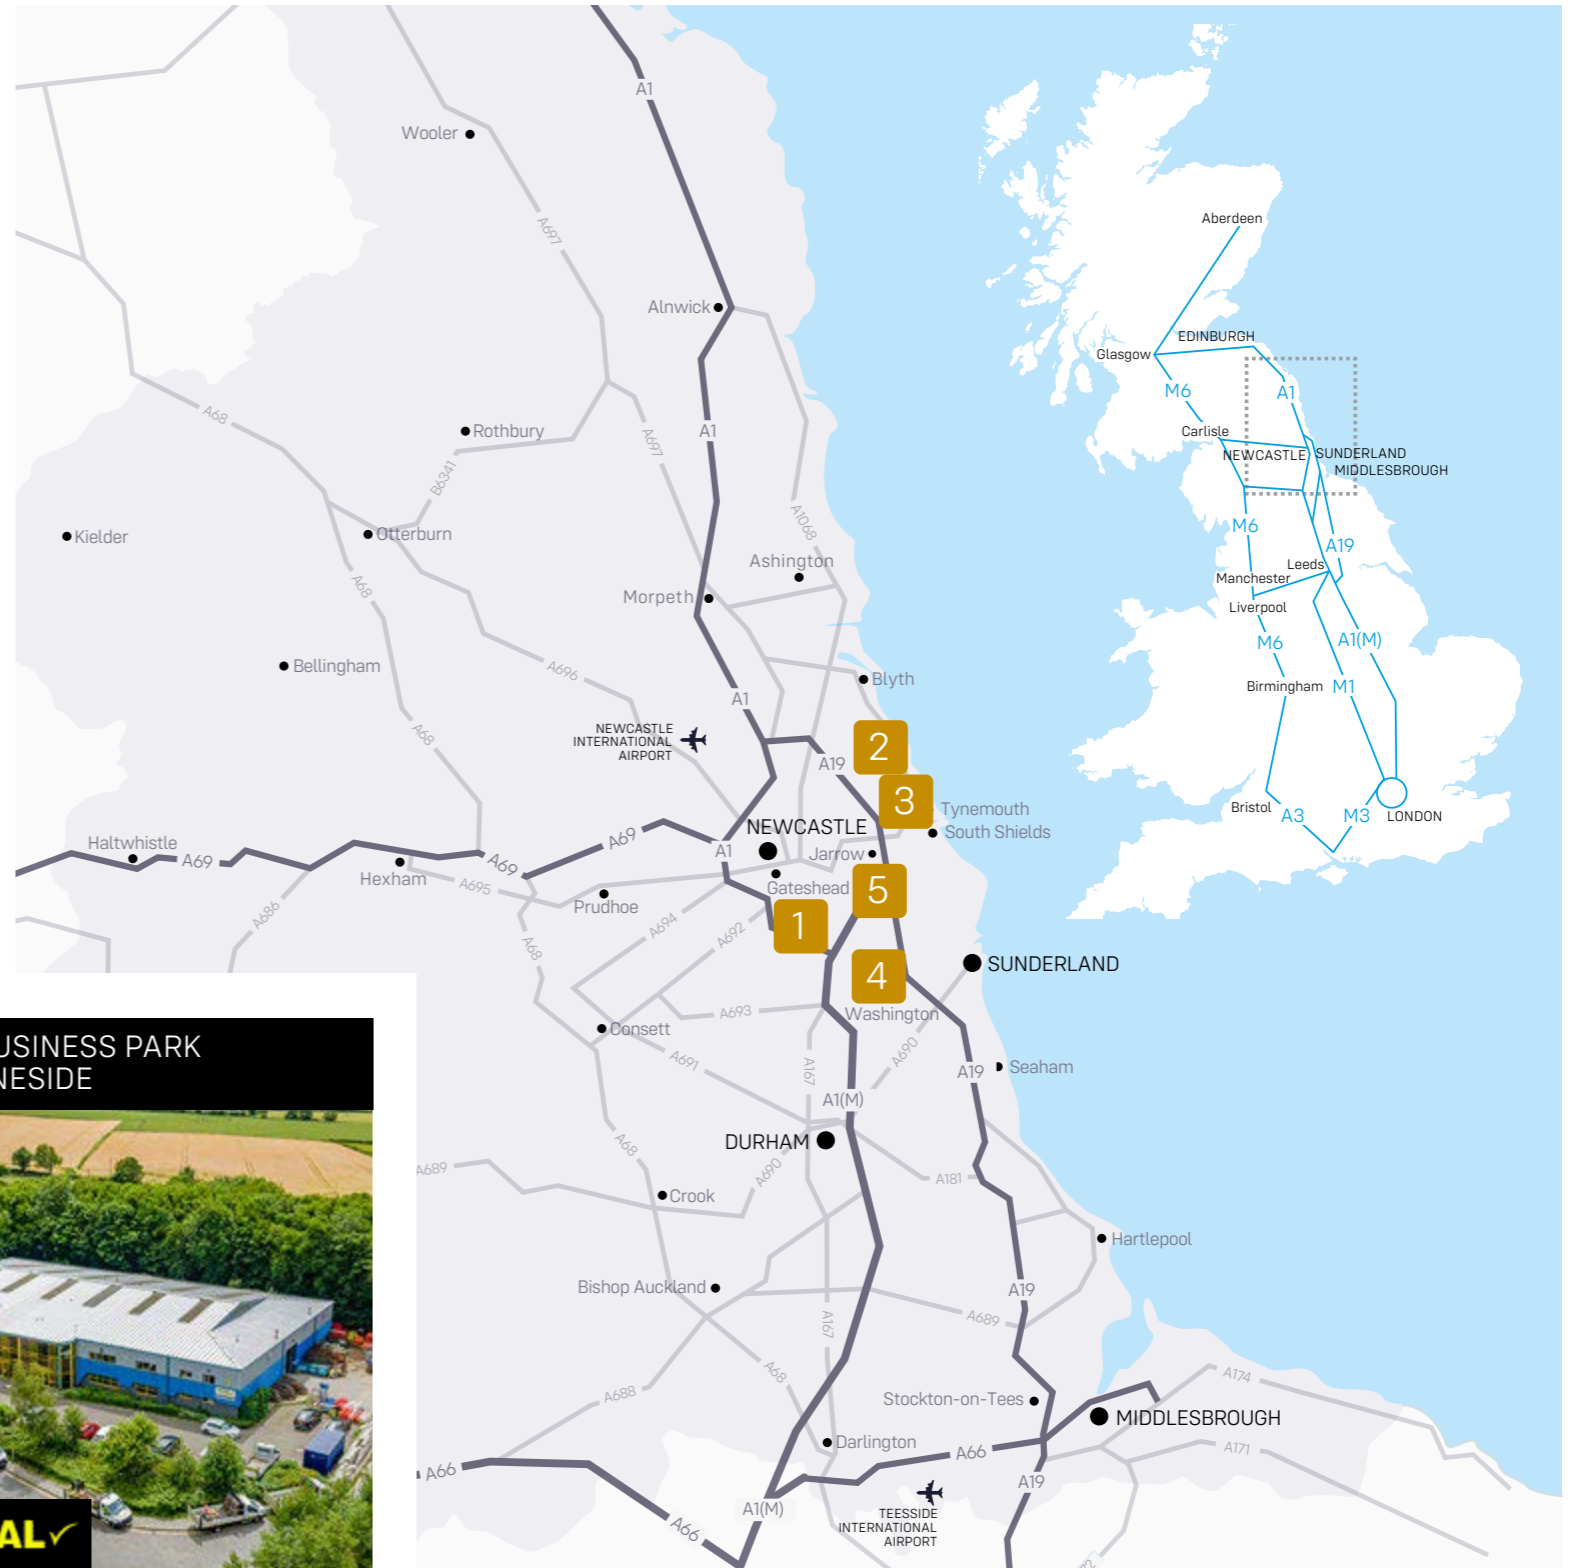 A1
Wooler
A697
Alnwick
A1
Rothbury
A697
A68
B6341
A1068
Kielder
Otterburn
Ashington
A68
Morpeth
Bellingham
A696
Blyth
A1
A68
NEWCASTLE
INTERNATIONAL
AIRPORT
2
A19
3
Tynemouth
South Shields
NEWCASTLE
Haltwhistle
A69
A69
A69
A1
Jarrow
Hexham
A695
Prudhoe
Gateshead
5
A686
A68
A694
A692
1
4
SUNDERLAND
Washington
Consett
A693
A691
A167
A690
A19
Seaham
A1(M)
DURHAM
A68
A689
A690
A181
Crook
Hartlepool
Bishop Auckland
A19
A689
A167
A68
A688
A174
Stockton-on-Tees
MIDDLESBROUGH
A171
Darlington
A66
A66
A19
A1(M)
A66
TEESSIDE
INTERNATIONAL
AIRPORT
Aberdeen
EDINBURGH
Glasgow
M6
A1
Carlisle
NEWCASTLE
SUNDERLAND
MIDDLESBROUGH
M6
A19
Leeds
Manchester
Liverpool
M6
A1(M)
Birmingham
M1
Bristol
A3
M3
LONDON
USINESS PARK
NESIDE
AL